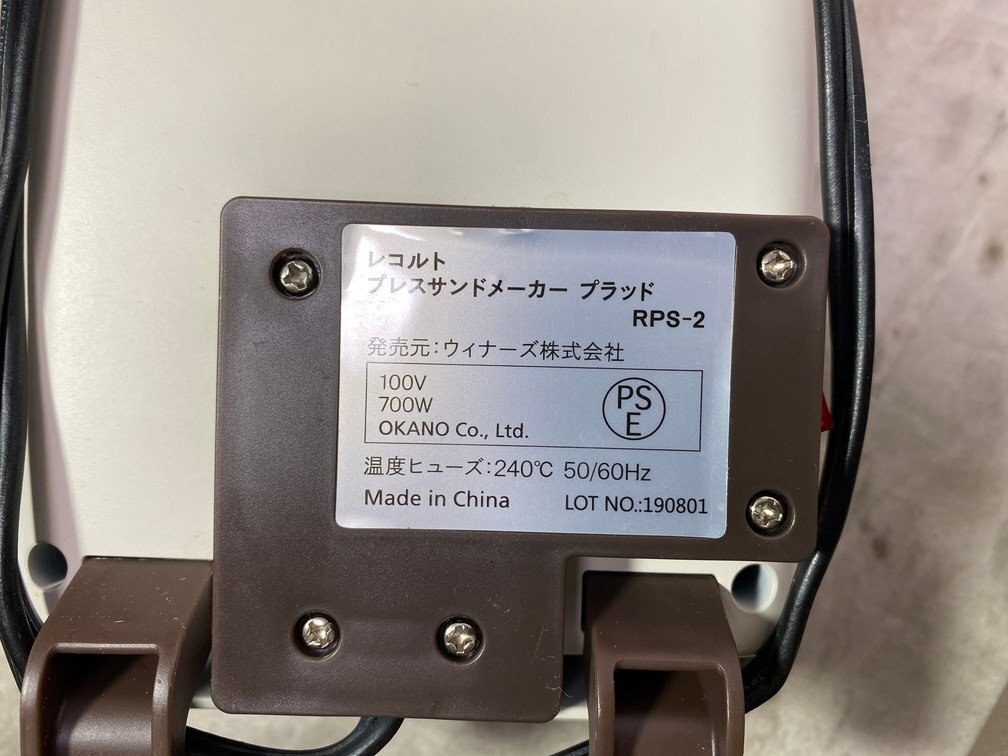 レコルト
プレスサンドメーカー プラッド
RPS-2
発売元:ウィナーズ株式会社
100V
700W
OKANO Co., Ltd.
PS
E
温度ヒューズ:240℃ 50/60Hz
Made in China LOT NO.:190801